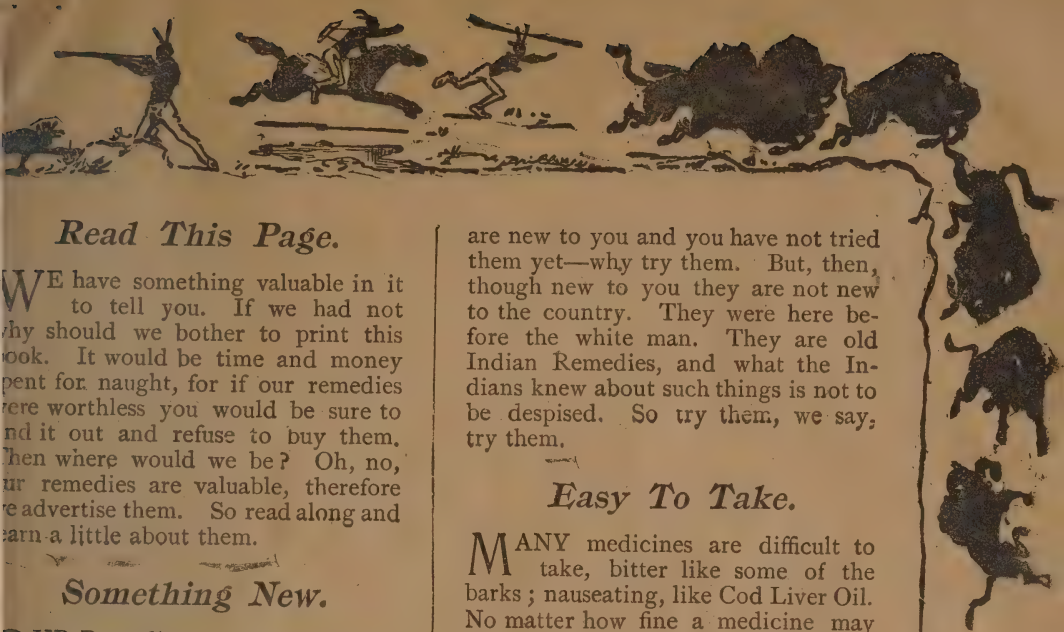 Read This Page.
WE have something valuable in it
to tell you. If we had not
why should we bother to print this
ook. It would be time and money
pent for naught, for if our remedies
ere worthless you would be sure to
nd it out and refuse to buy them.
hen where would we be? Oh, no,
ur remedies are valuable, therefore
e advertise them. So read along and
earn a little about them.
Something New.
are new to you and you have not tried
them yet—why try them. But, then,
though new to you they are not new
to the country. They were here be-
fore the white man. They are old
Indian Remedies, and what the In-
dians knew about such things is not to
be despised. So try them, we say,
try them.
Easy To Take.
MANY medicines are difficult to
take, bitter like some of the
barks; nauseating, like Cod Liver Oil.
No matter how fine a medicine may